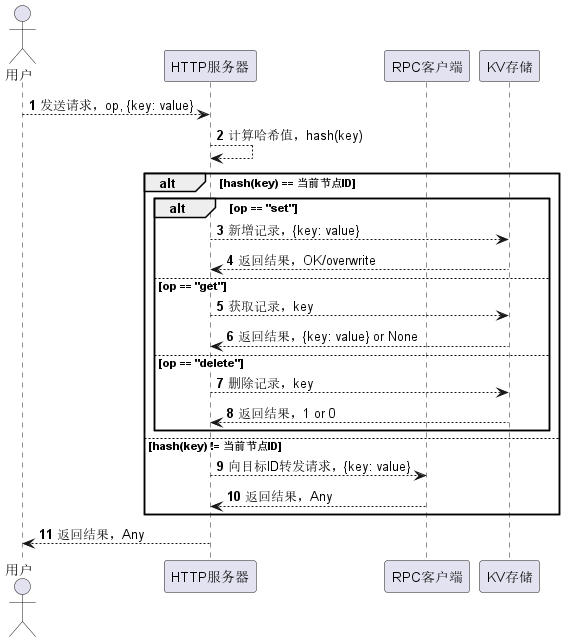 用户
HTTP服务器
RPC客户端
KV存储
1 发送请求，op, {key: value}
2 计算哈希值，hash(key)
alt [hash(key) == 当前节点ID]
alt [op == "set"]
3 新增记录，{key: value}
4 返回结果，OK/overwrite
[op == "get"]
5 获取记录，key
6 返回结果，{key: value} or None
[op == "delete"]
7 删除记录，key
8 返回结果，1 or 0
[hash(key) != 当前节点ID]
9 向目标ID转发请求，{key: value}
10 返回结果，Any
11 返回结果，Any
用户
HTTP服务器
RPC客户端
KV存储